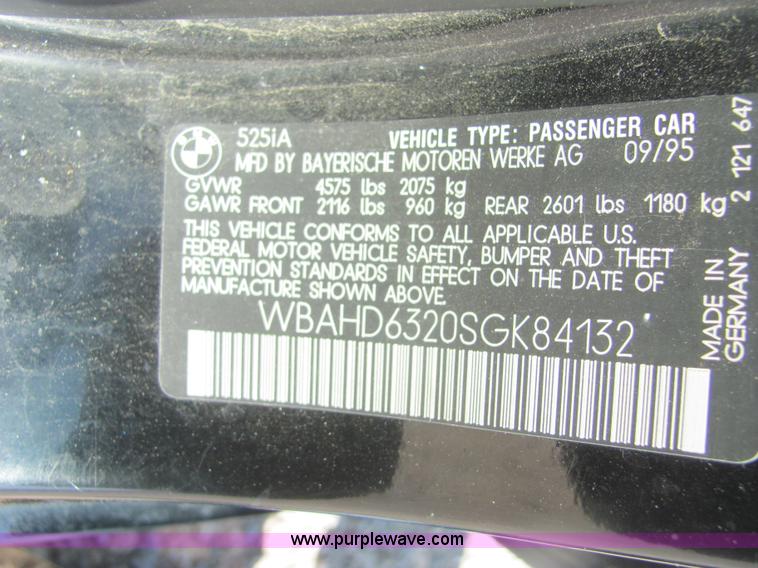 BMW
525iA VEHICLE TYPE: PASSENGER CAR
MFD BY BAYERISCHE MOTOREN WERKE AG 09/95
GVWR 4575 lbs 2075 kg
GAWR FRONT 2116 lbs 960 kg REAR 2601 lbs 1180 kg
THIS VEHICLE CONFORMS TO ALL APPLICABLE U.S.
FEDERAL MOTOR VEHICLE SAFETY, BUMPER AND THEFT
PREVENTION STANDARDS IN EFFECT ON THE DATE OF
MANUFACTURE SHOWN ABOVE.
WBAHD6320SGK84132
MADE IN
GERMANY
2 121 647
www.purplewave.com